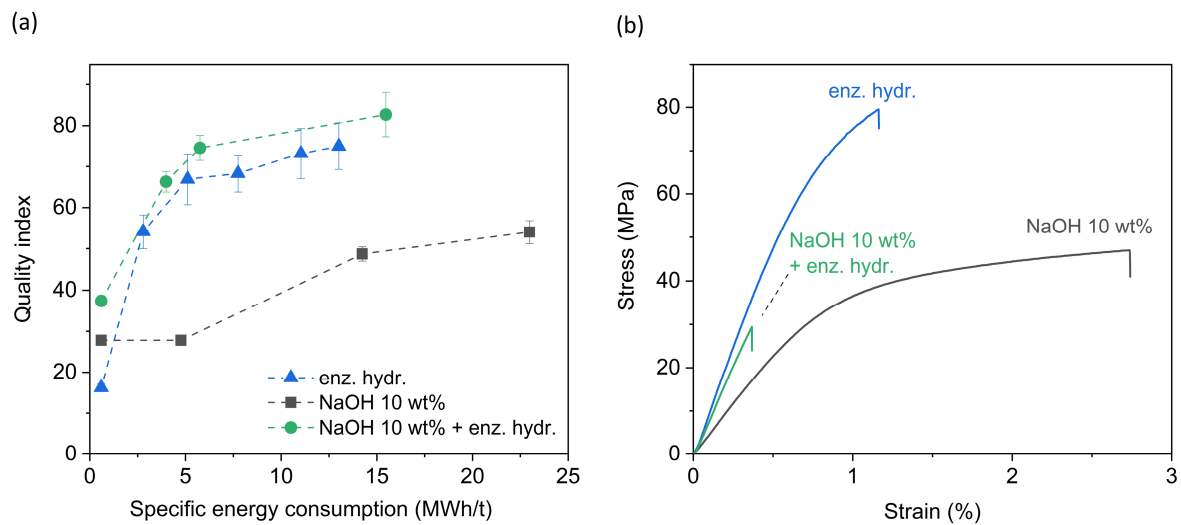 (a)
80
60
40
20
0
Quality index
0 5 10 15 20 25
Specific energy consumption (MWh/t)
enz. hydr.
NaOH 10 wt%
NaOH 10 wt% + enz. hydr.
(b)
80
60
40
20
0
Stress (MPa)
0 1 2 3
Strain (%)
enz. hydr.
NaOH 10 wt%
NaOH 10 wt%
+ enz. hydr.